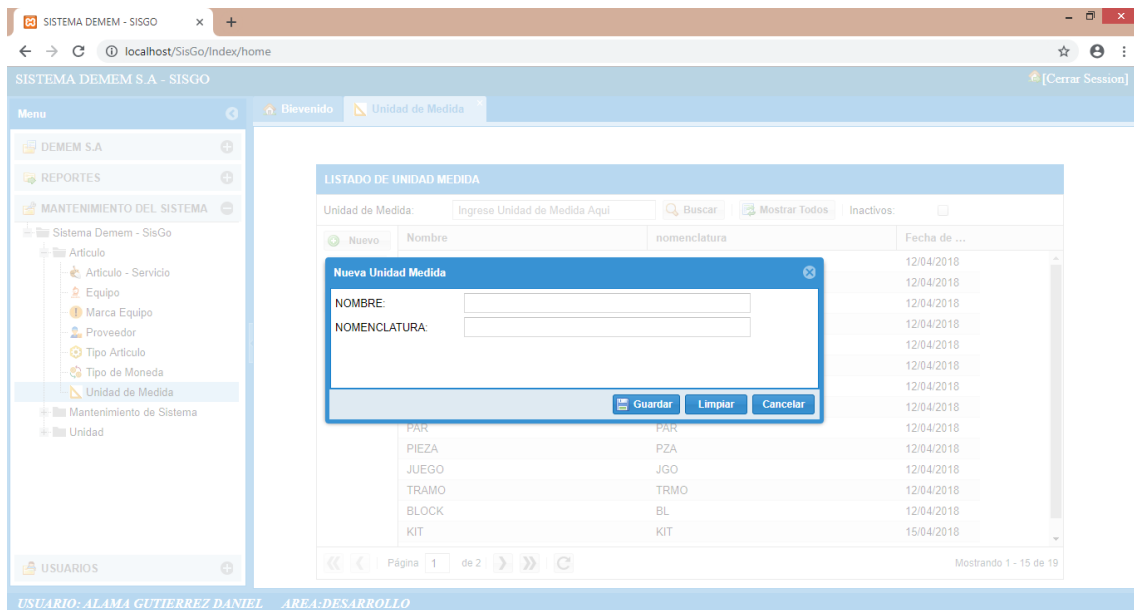 SISTEMA DEMEM - SISGO
localhost/SisGo/Index/home
SISTEMA DEMEM S.A - SISGO
[Cerrar Session]
Menu
Bievenido
Unidad de Medida
DEMEM S.A
REPORTES
MANTENIMIENTO DEL SISTEMA
Sistema Demem - SisGo
Articulo
Articulo - Servicio
Equipo
Marca Equipo
Proveedor
Tipo Articulo
Tipo de Moneda
Unidad de Medida
Mantenimiento de Sistema
Unidad
USUARIOS
LISTADO DE UNIDAD MEDIDA
Unidad de Medida: Ingrese Unidad de Medida Aqui Buscar Mostrar Todos Inactivos:
Nuevo Nombre nomenclatura Fecha de ...
12/04/2018
12/04/2018
12/04/2018
12/04/2018
12/04/2018
12/04/2018
12/04/2018
12/04/2018
Nueva Unidad Medida
NOMBRE:
NOMENCLATURA:
Guardar Limpiar Cancelar
PAR PAR 12/04/2018
PIEZA PZA 12/04/2018
JUEGO JGO 12/04/2018
TRAMO TRMO 12/04/2018
BLOCK BL 12/04/2018
KIT KIT 15/04/2018
Página 1 de 2 Mostrando 1 - 15 de 19
USUARIO: ALAMA GUTIERREZ DANIEL AREA:DESARROLLO